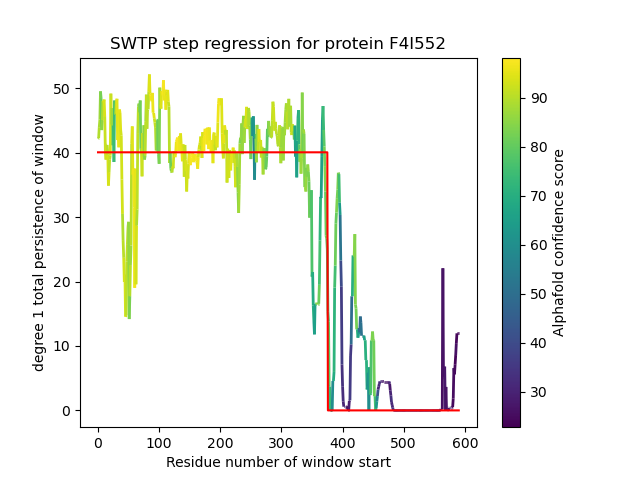 SWTP step regression for protein F4I552
degree 1 total persistence of window
50
40
30
20
10
0
0 100 200 300 400 500 600
Residue number of window start
90
80
70
60
50
40
30
Alphafold confidence score